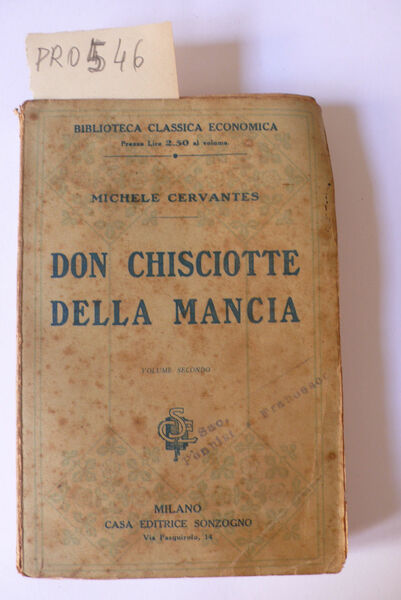 PRO546
BIBLIOTECA CLASSICA ECONOMICA
Prezzo Lire 2.50 al volume
MICHELE CERVANTES
DON CHISCIOTTE
DELLA MANCIA
VOLUME SECONDO
MILANO
CASA EDITRICE SONZOGNO
Via Pasquirolo, 14